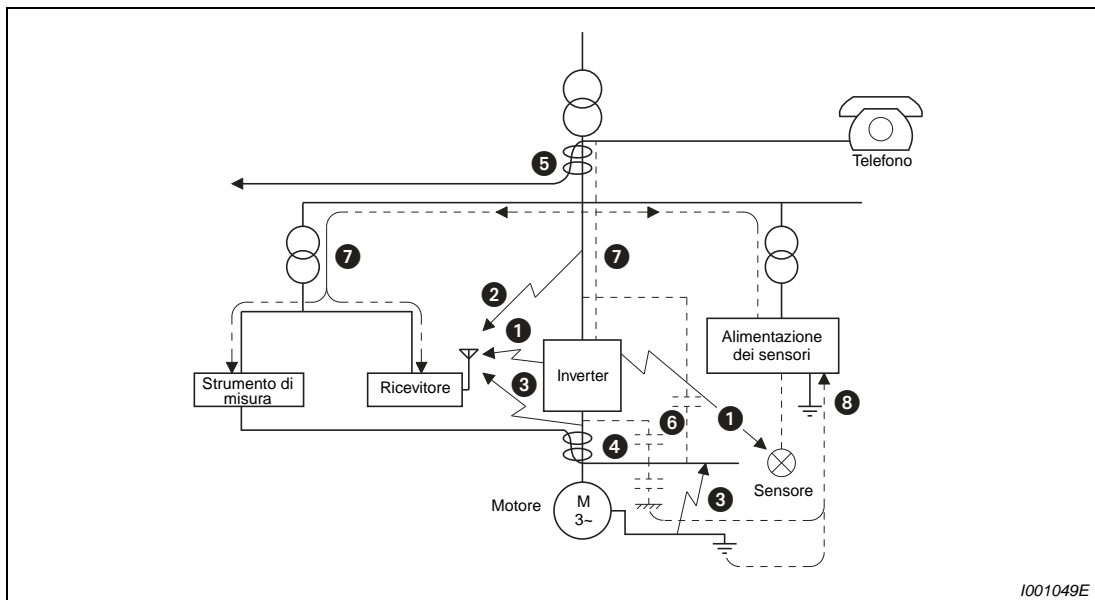 5
Telefono
7
7
2
1
3
Strumento di
misura
Ricevitore
Inverter
Alimentazione
dei sensori
8
6
1
4
Sensore
3
Motore
M
3~
I001049E